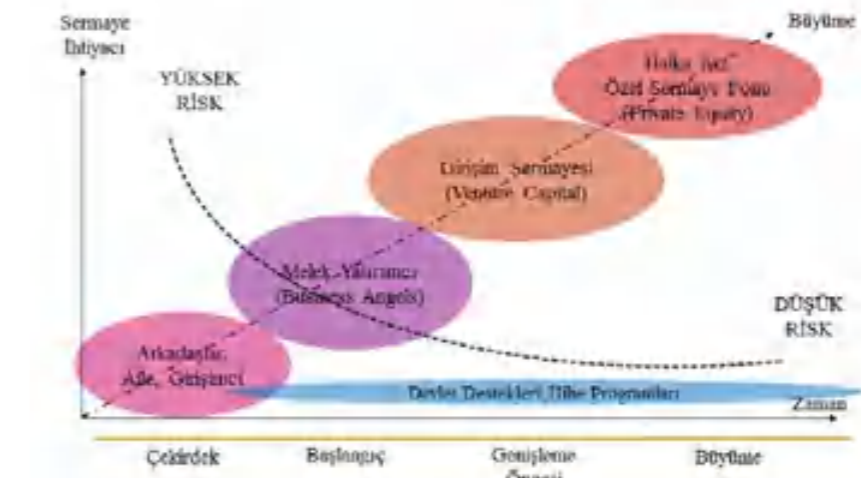 Sermaye
İhtiyacı
Büyüme
YÜKSEK
RİSK
Halka Arz
Özel Sermaye Fonu
(Private Equity)
Girişim Sermayesi
(Venture Capital)
Melek Yatırımcı
(Business Angels)
DÜŞÜK
RİSK
Aile, Girişimci
Devlet Destekleri, Hibe Programları
Zaman
Çekirdek
Başlangıç
Genişleme
Büyüme